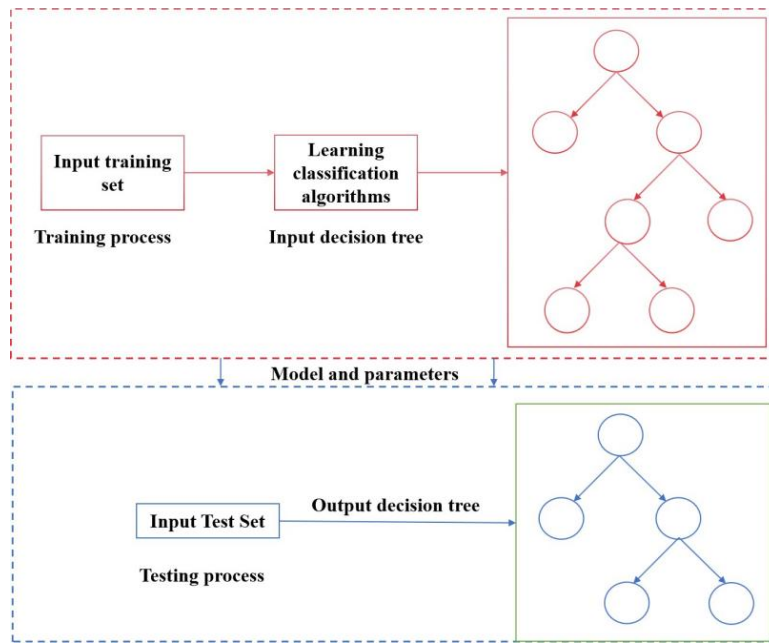 Input training
set
Learning
classification
algorithms
Training process
Input decision tree
Model and parameters
Output decision tree
Input Test Set
Testing process